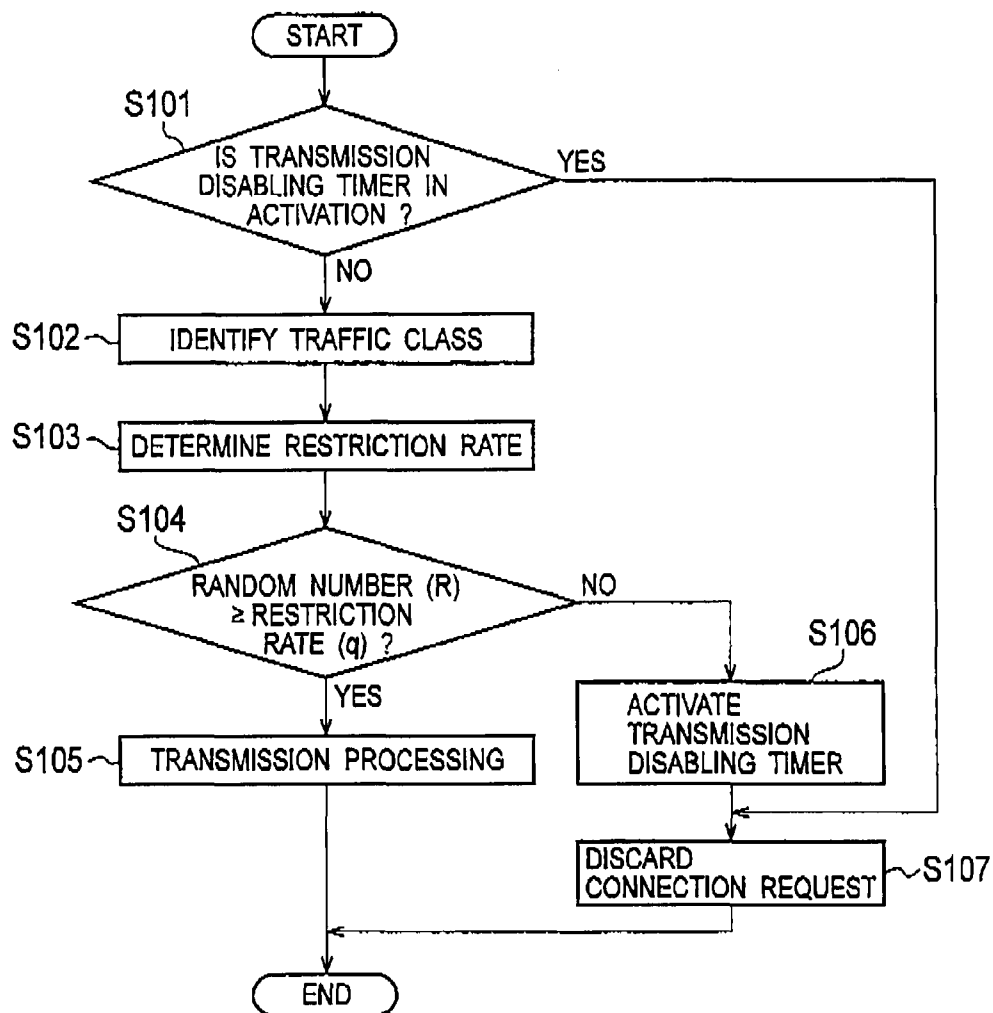 START
S101
IS TRANSMISSION
DISABLING TIMER IN
ACTIVATION ?
YES
NO
S102
IDENTIFY TRAFFIC CLASS
S103
DETERMINE RESTRICTION RATE
S104
RANDOM NUMBER (R)
≥ RESTRICTION
RATE (q) ?
NO
YES
S106
ACTIVATE
TRANSMISSION
DISABLING TIMER
S105
TRANSMISSION PROCESSING
DISCARD
CONNECTION REQUEST
S107
END